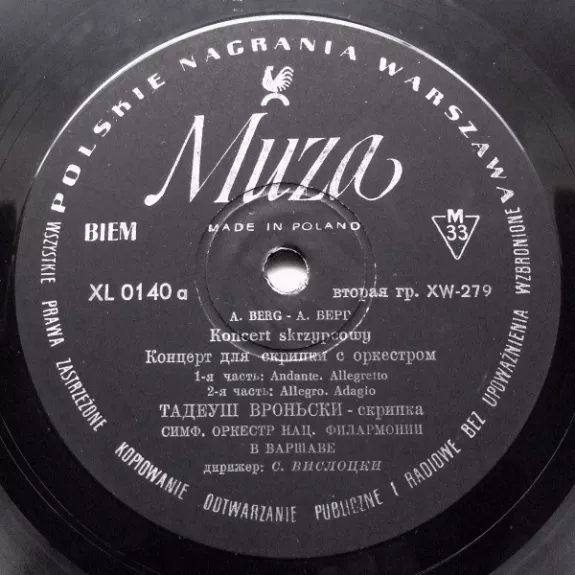 POLSKIE NAGRANIA WARSZAWA
Muza
BIEM
MADE IN POLAND
M
33
XL 0140 a
вторая гр. XW-279
A. BERG - А. БЕРГ
Koncert skrzypcowy
Концерт для скрипки с оркестром
1-я часть: Andante. Allegretto
2-я часть: Allegro. Adagio
ТАДЕУШ ВРОНЬСКИ - скрипка
СИМФ. ОРКЕСТР НАЦ. ФИЛАРМОНИИ
В ВАРШАВЕ
дирижер: С. ВИСЛОЦКИ
WSZYSTKIE PRAWA ZASTRZEŻONE KOPIOWANIE ODTWARZANIE PUBLICZNE I RADIOWE BEZ UPOWAŻNIENIA WZBRONIONE